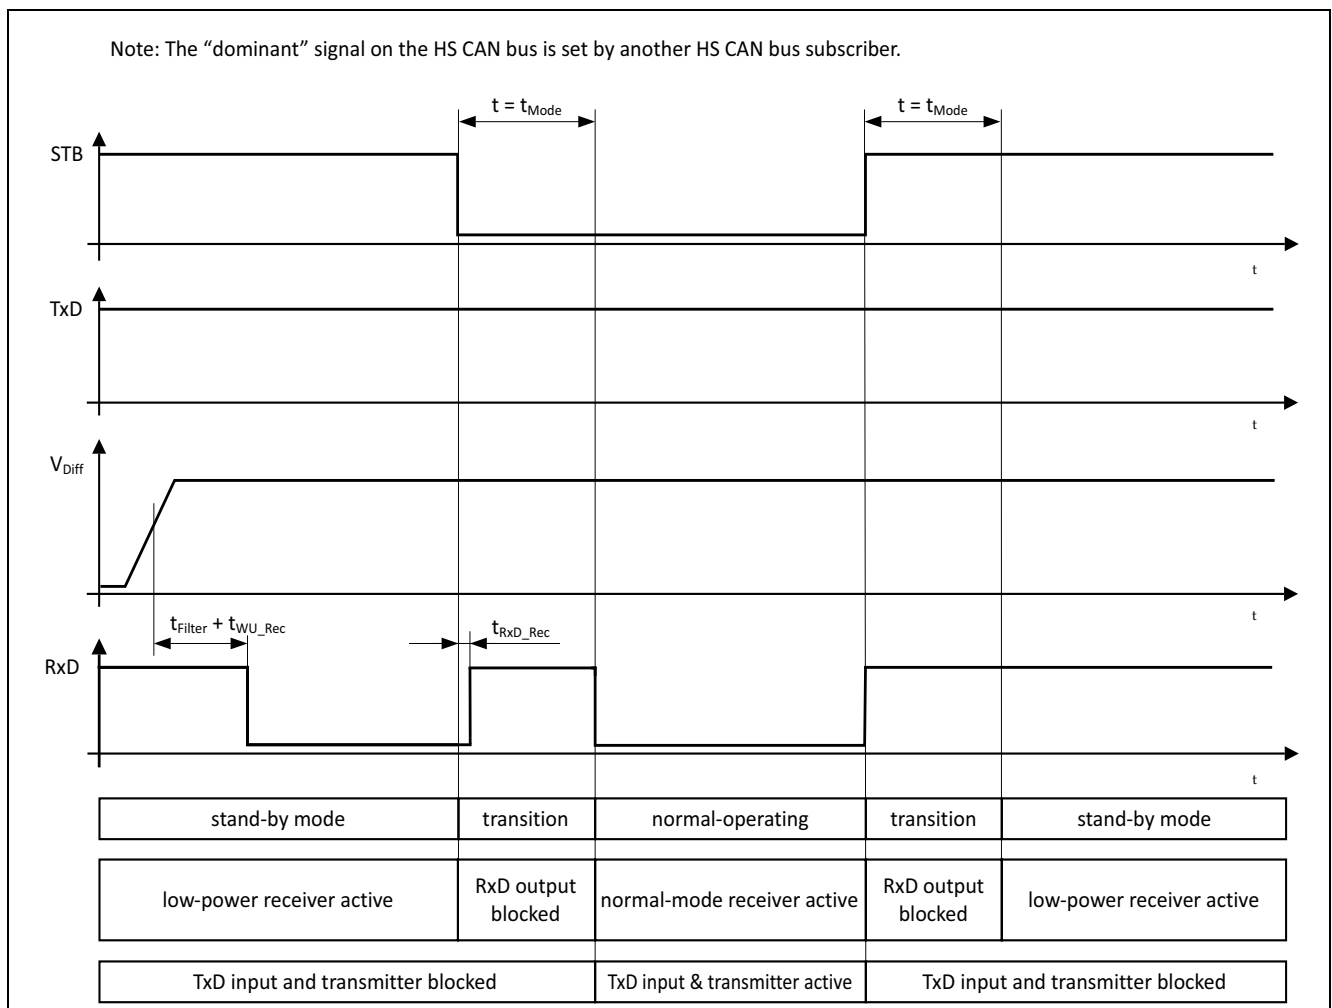 Note: The “dominant” signal on the HS CAN bus is set by another HS CAN bus subscriber.
t = tMode
t = tMode
STB
t
TxD
t
VDiff
t
tFilter + tWU_Rec
tRxD_Rec
RxD
t
stand-by mode
transition
normal-operating
transition
stand-by mode
low-power receiver active
RxD output
blocked
normal-mode receiver active
RxD output
blocked
low-power receiver active
TxD input and transmitter blocked
TxD input & transmitter active
TxD input and transmitter blocked